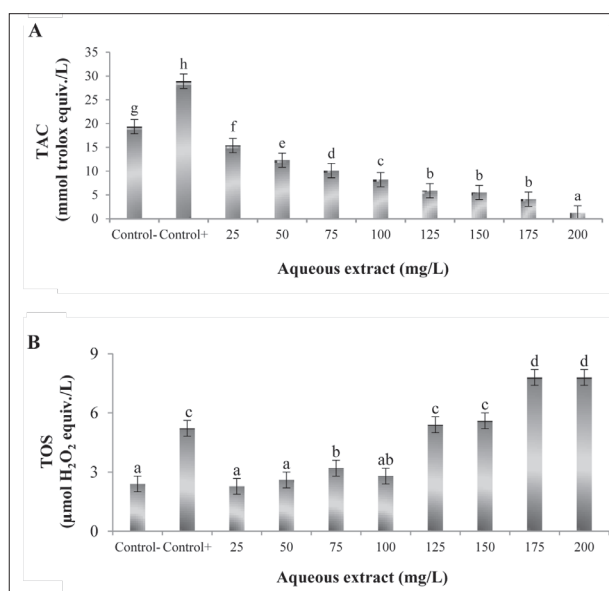 A
35
30
25
20
15
10
5
0
TAC
(mmol trolox equiv./L)
g
h
f
e
d
c
b
b
b
a
Control- Control+ 25 50 75 100 125 150 175 200
Aqueous extract (mg/L)
B
9
6
3
0
TOS
(µmol H₂O₂ equiv./L)
a
c
a
a
b
ab
c
c
d
d
Control- Control+ 25 50 75 100 125 150 175 200
Aqueous extract (mg/L)